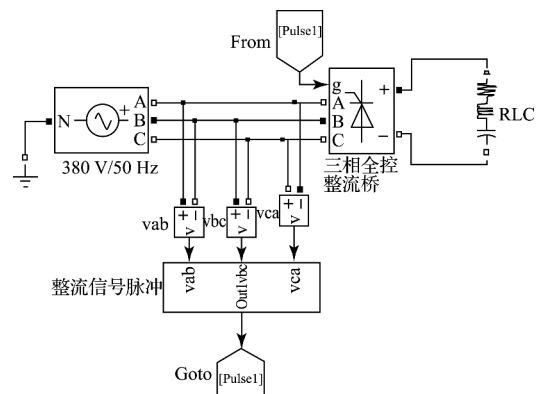 [Pulse1]
From
g
A
B
C
+
−
N
+
A
B
C
380 V/50 Hz
RLC
三相全控
整流桥
vab
+ −
v
vbc
+ −
v
vca
+ −
v
整流信号脉冲
vab
Out1vbc
vca
Goto
[Pulse1]